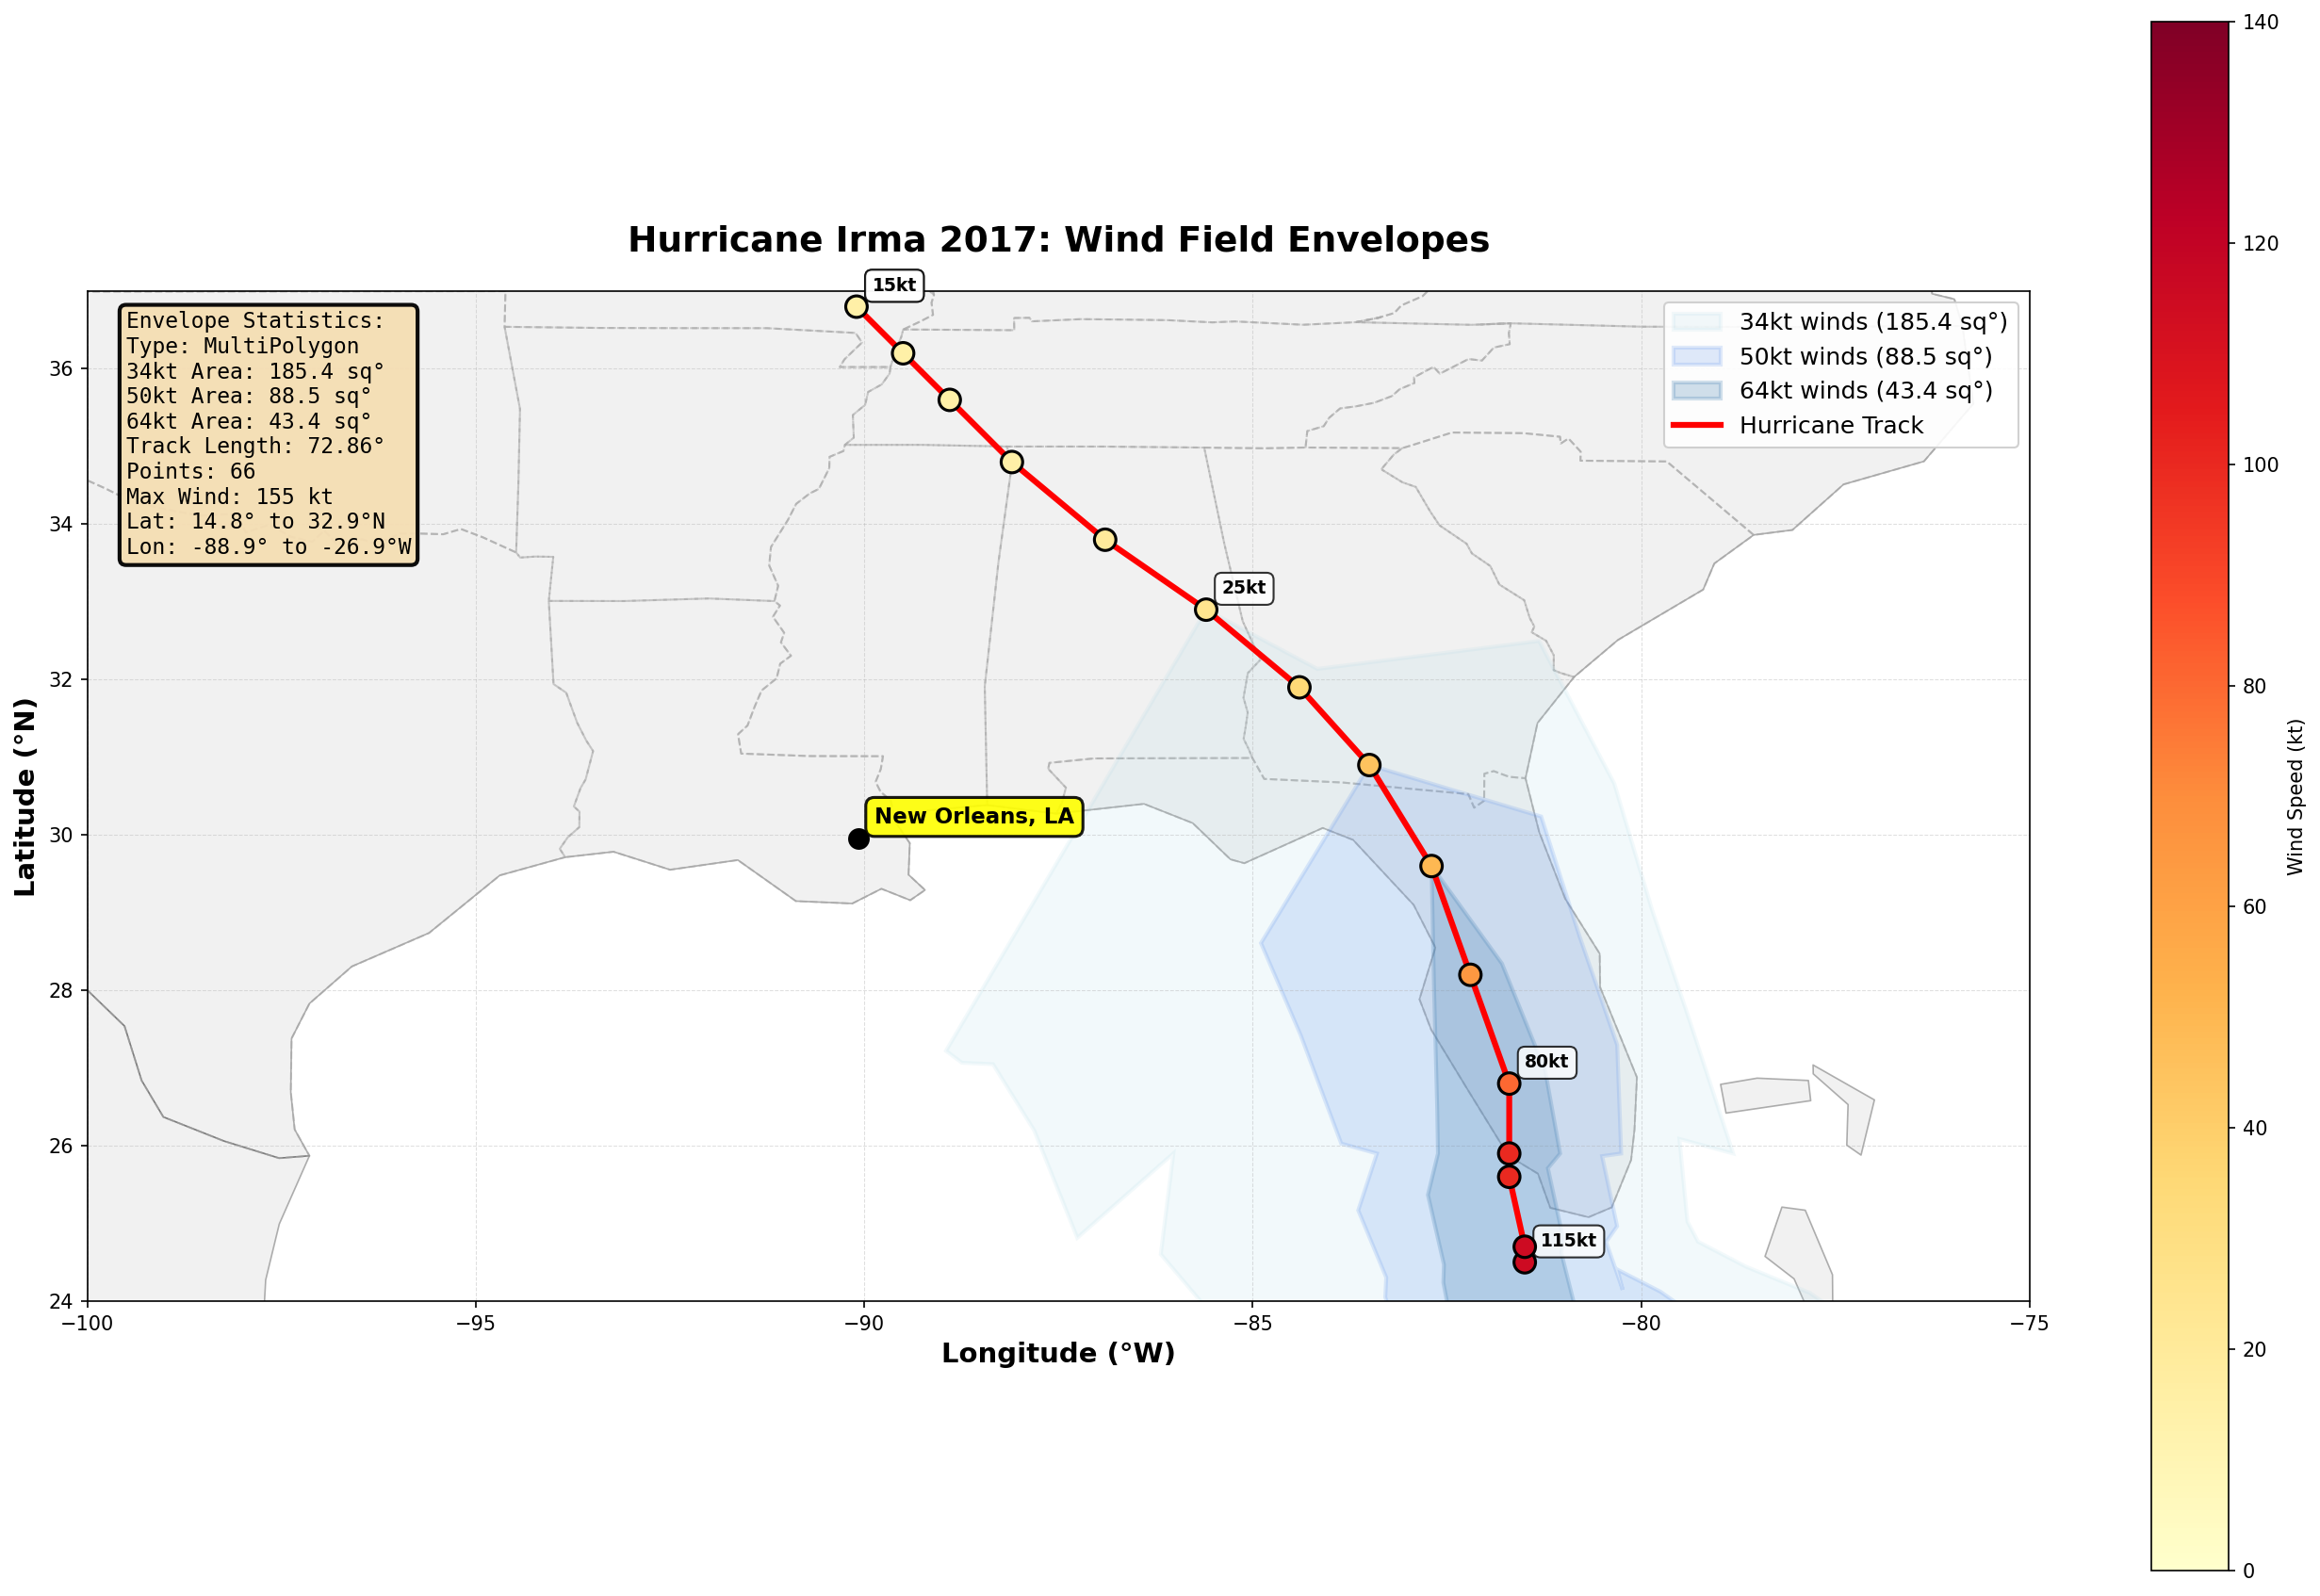 Hurricane Irma 2017: Wind Field Envelopes
15kt
Envelope Statistics:
Type: MultiPolygon
34kt Area: 185.4 sq°
50kt Area: 88.5 sq°
64kt Area: 43.4 sq°
Track Length: 72.86°
Points: 66
Max Wind: 155 kt
Lat: 14.8° to 32.9°N
Lon: -88.9° to -26.9°W
34kt winds (185.4 sq°)
50kt winds (88.5 sq°)
64kt winds (43.4 sq°)
Hurricane Track
25kt
New Orleans, LA
80kt
115kt
36
34
32
30
28
26
24
Latitude (°N)
−100
−95
−90
−85
−80
−75
Longitude (°W)
140
120
100
80
60
40
20
0
Wind Speed (kt)